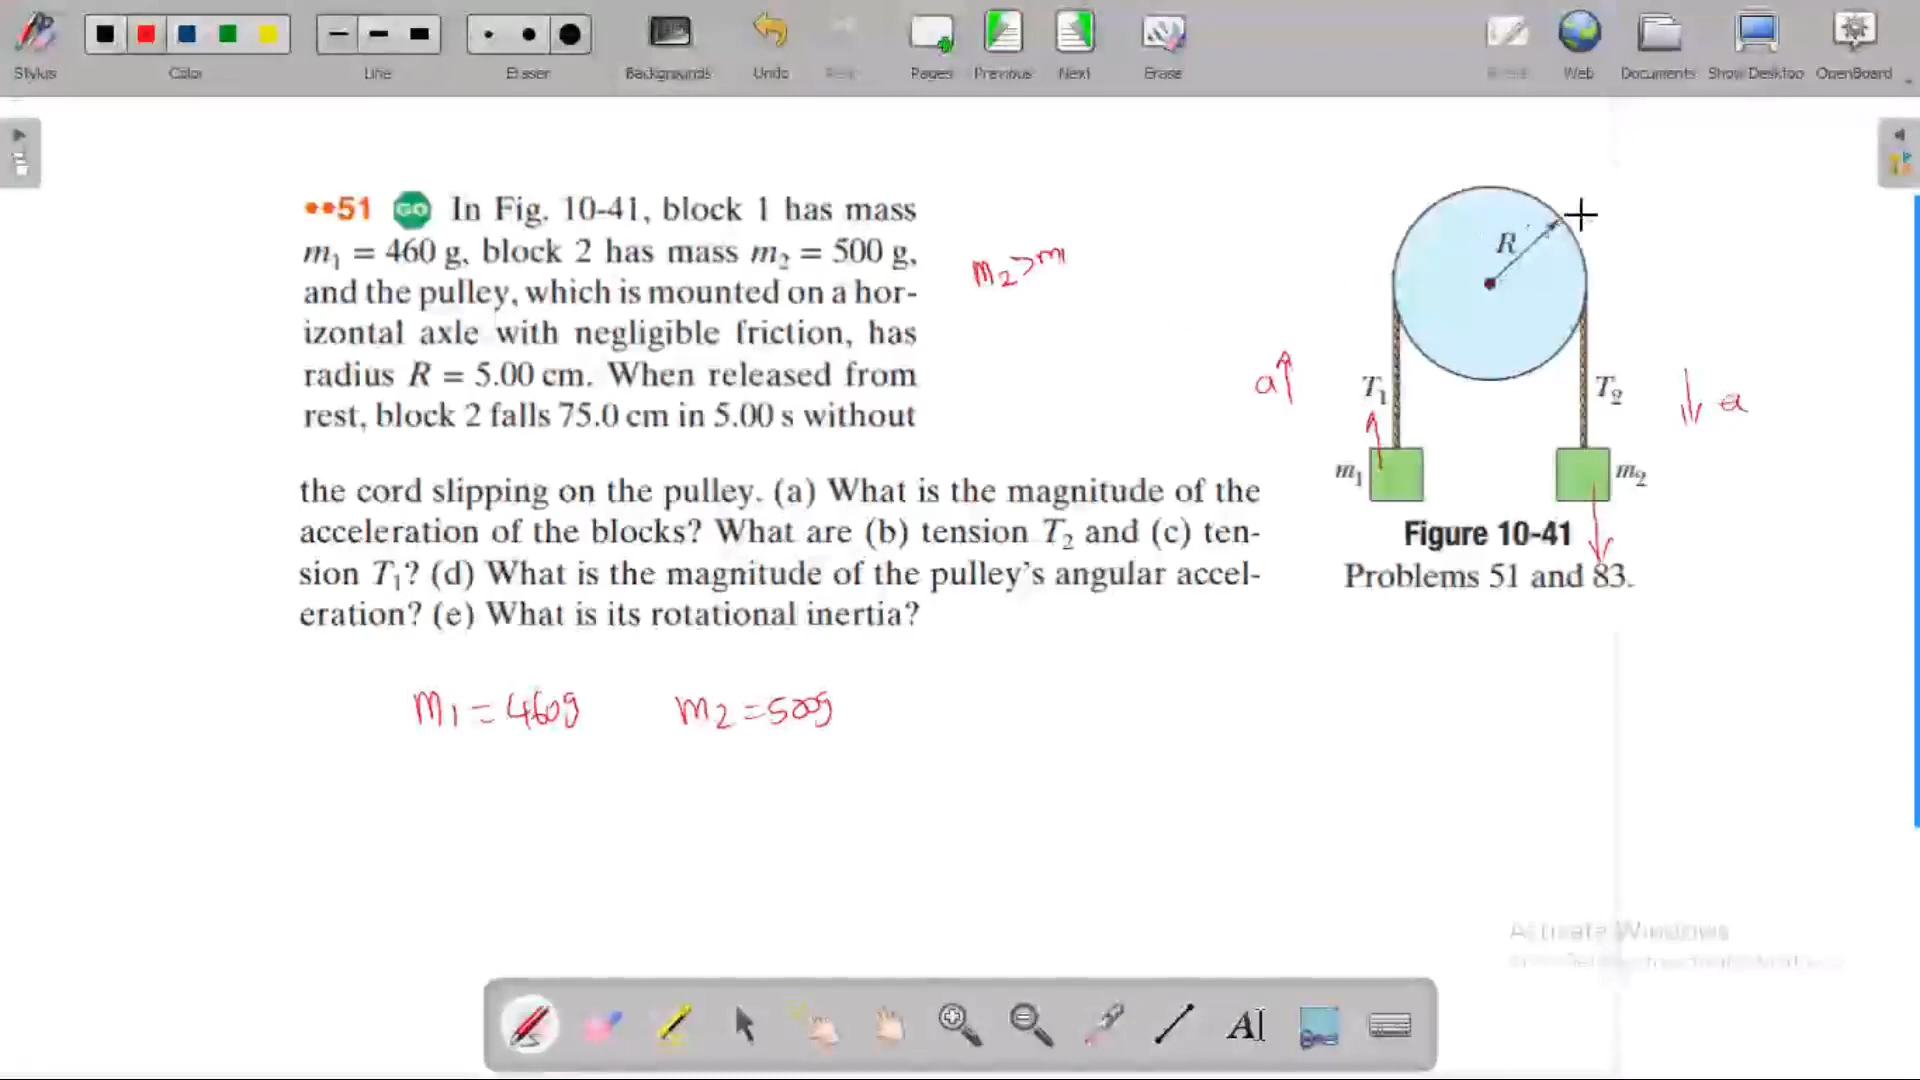 Stylus
Color
Line
Eraser
Backgrounds
Undo
Pages
Previous
Next
Erase
Web
Documents
Show Desktop
OpenBoard
••51 GO In Fig. 10-41, block 1 has mass
m₁ = 460 g, block 2 has mass m₂ = 500 g,
and the pulley, which is mounted on a hor-
izontal axle with negligible friction, has
radius R = 5.00 cm. When released from
rest, block 2 falls 75.0 cm in 5.00 s without
the cord slipping on the pulley. (a) What is the magnitude of the
acceleration of the blocks? What are (b) tension T₂ and (c) ten-
sion T₁? (d) What is the magnitude of the pulley's angular accel-
eration? (e) What is its rotational inertia?
m₂ > m₁
R
a
T₁
T₂
a
m₁
m₂
Figure 10-41
Problems 51 and 83.
m₁ = 460g
m₂ = 500g
Activate Windows
AI